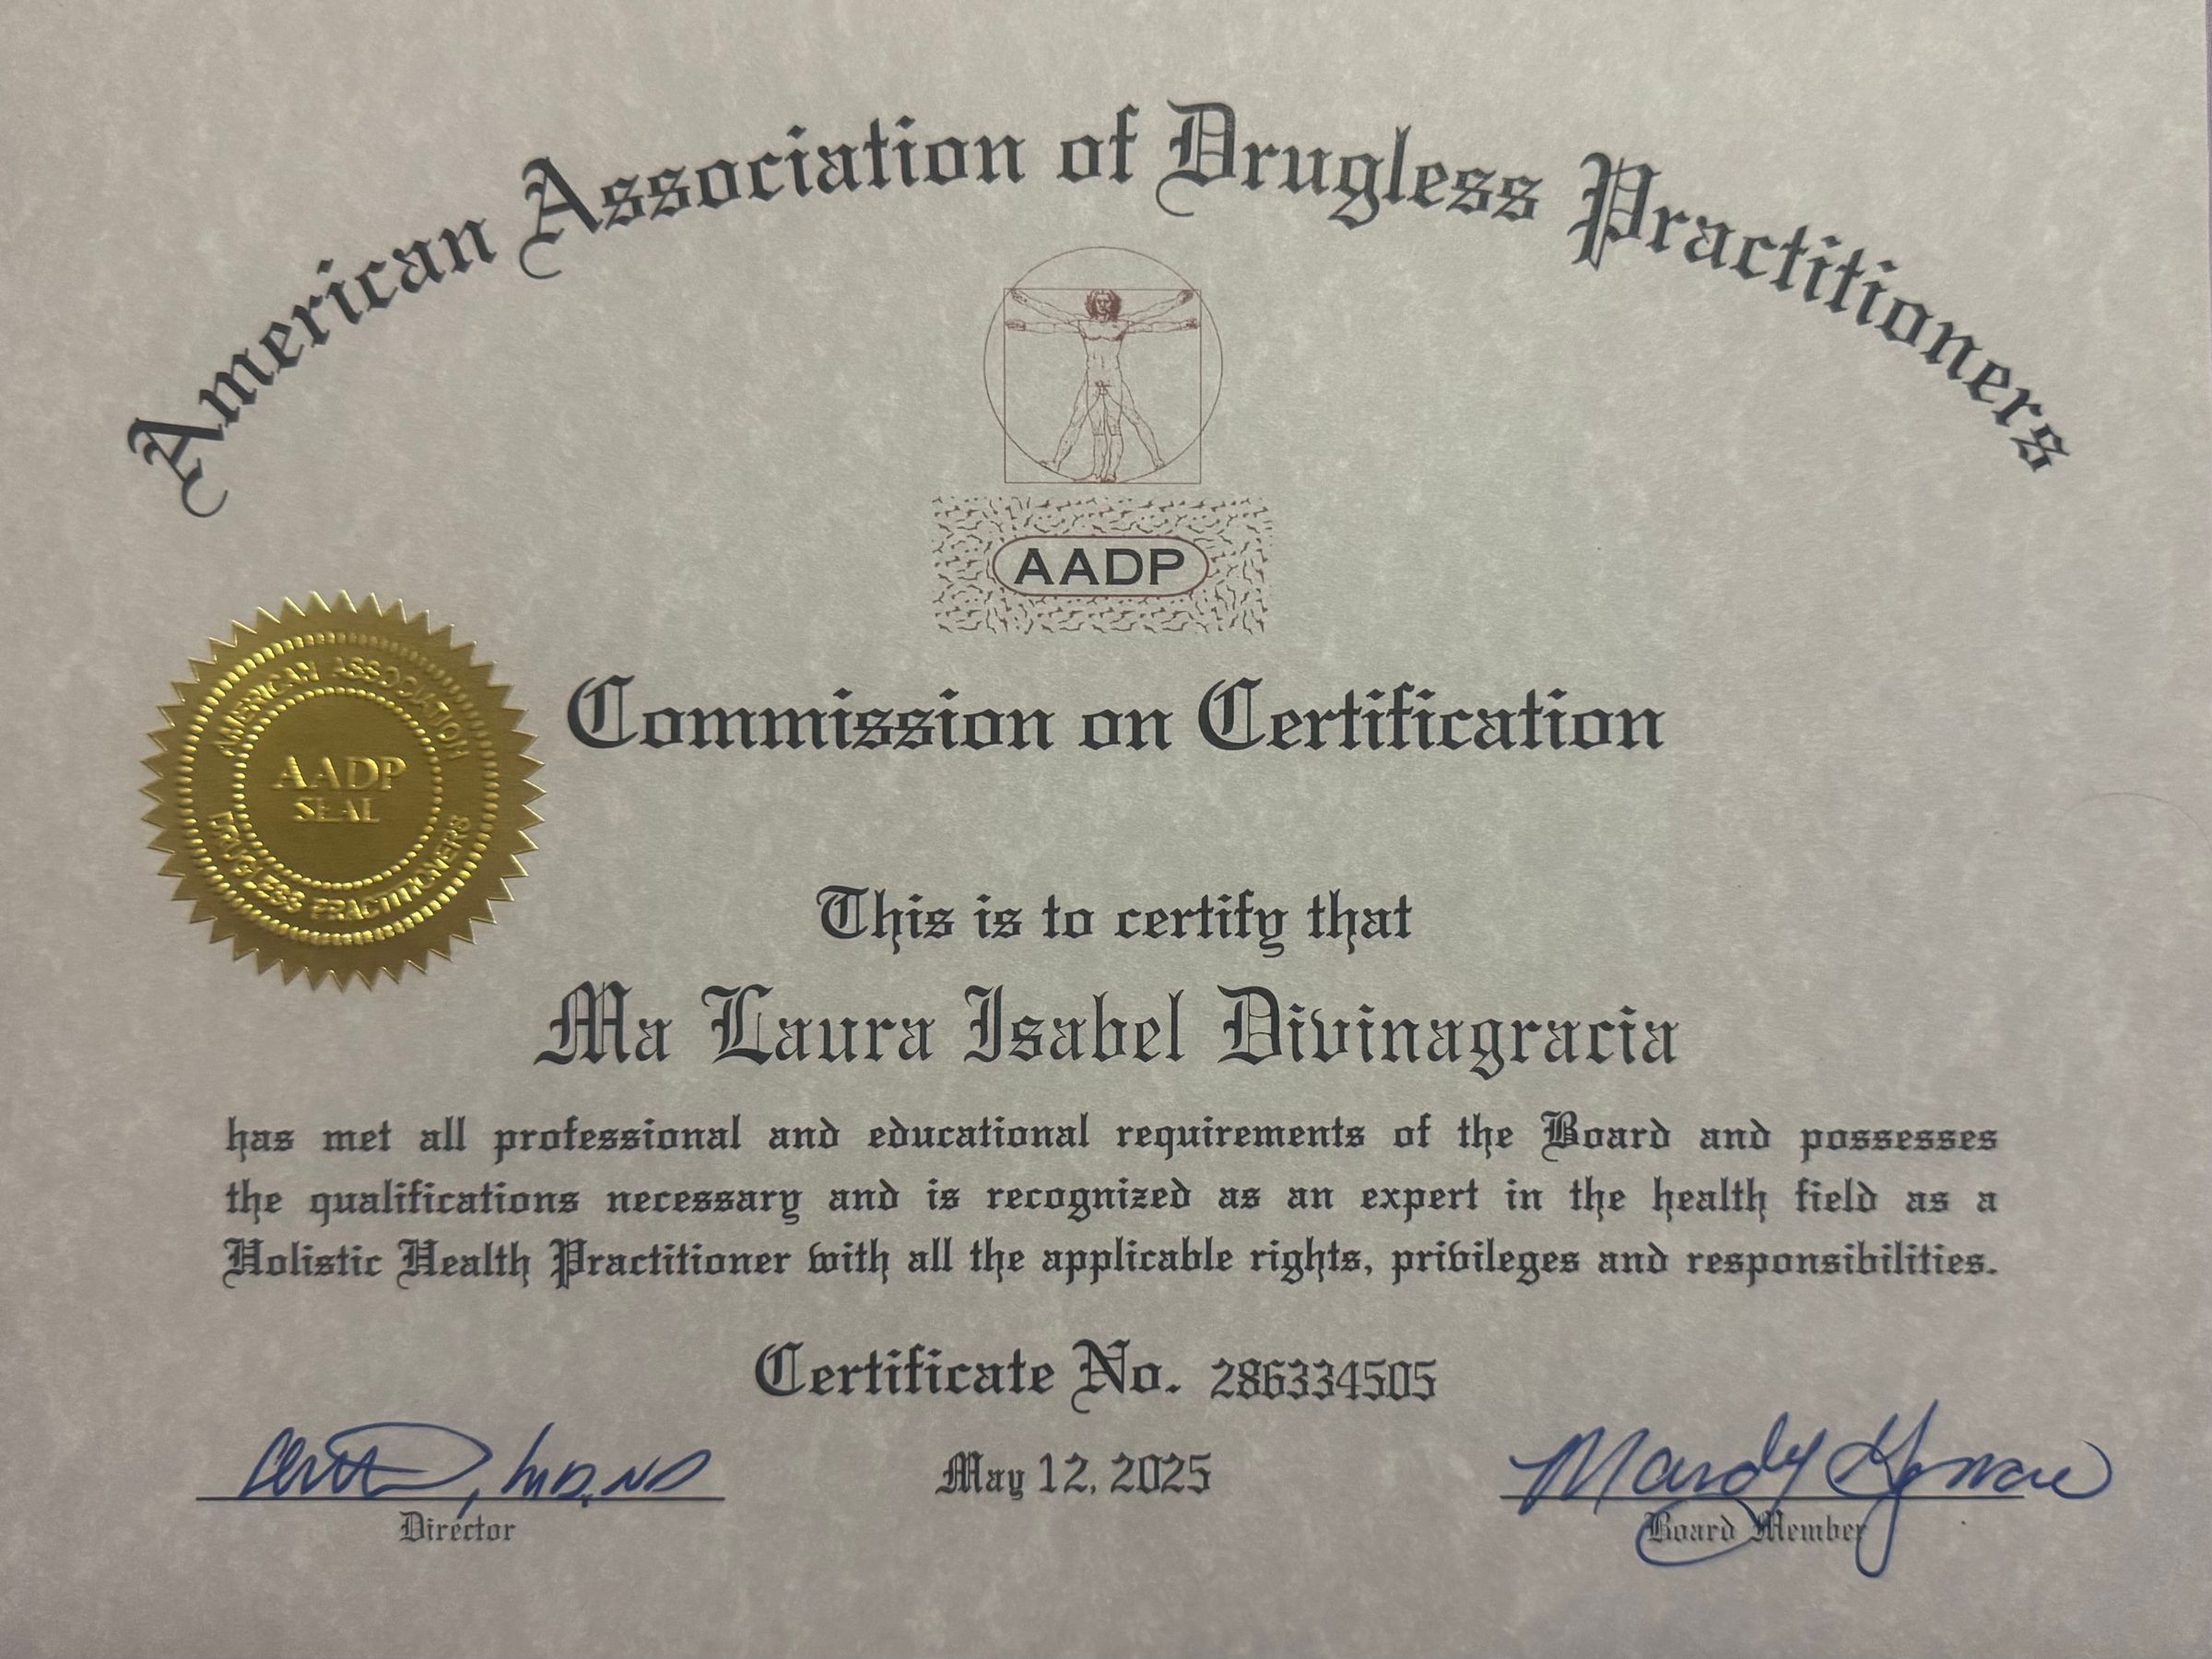 American Association of Drugless Practitioners
AADP
AMERICAN ASSOCIATION
AADP
SEAL
DRUGLESS PRACTITIONERS
Commission on Certification
This is to certify that
Ma Laura Isabel Divinagracia
has met all professional and educational requirements of the Board and possesses
the qualifications necessary and is recognized as an expert in the health field as a
Holistic Health Practitioner with all the applicable rights, privileges and responsibilities.
Certificate No. 286334505
, MD, ND
May 12, 2025
Mandy
Director
Board Member